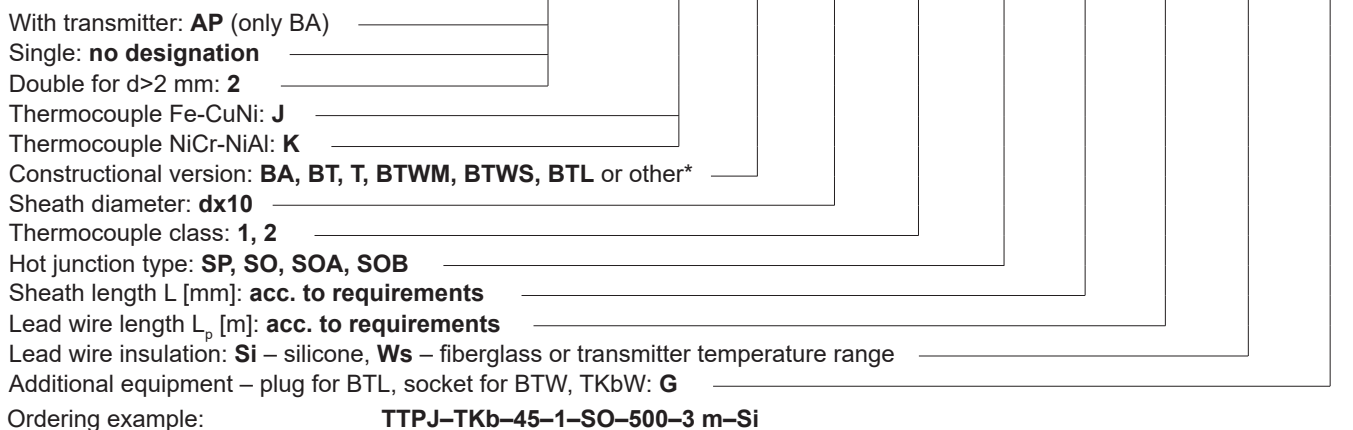 With transmitter: AP (only BA)
Single: no designation
Double for d>2 mm: 2
Thermocouple Fe-CuNi: J
Thermocouple NiCr-NiAl: K
Constructional version: BA, BT, T, BTWM, BTWS, BTL or other*
Sheath diameter: dx10
Thermocouple class: 1, 2
Hot junction type: SP, SO, SOA, SOB
Sheath length L [mm]: acc. to requirements
Lead wire length Lp [m]: acc. to requirements
Lead wire insulation: Si – silicone, Ws – fiberglass or transmitter temperature range
Additional equipment – plug for BTL, socket for BTW, TKbW: G
Ordering example: TTPJ–TKb–45–1–SO–500–3 m–Si